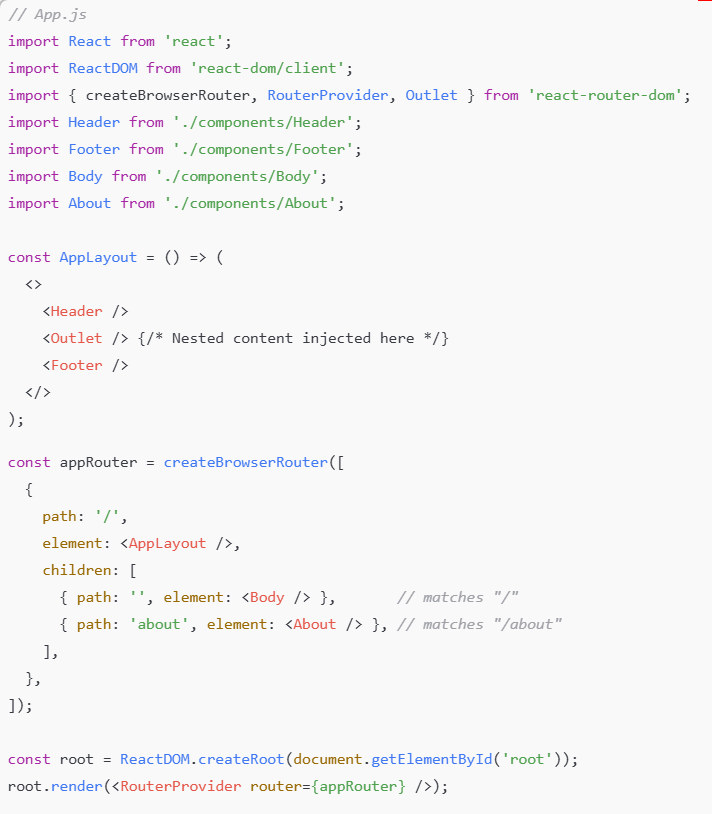 // App.js
import React from 'react';
import ReactDOM from 'react-dom/client';
import { createBrowserRouter, RouterProvider, Outlet } from 'react-router-dom';
import Header from './components/Header';
import Footer from './components/Footer';
import Body from './components/Body';
import About from './components/About';

const AppLayout = () => (
  <>
    <Header />
    <Outlet /> {/* Nested content injected here */}
    <Footer />
  </>
);

const appRouter = createBrowserRouter([
  {
    path: '/',
    element: <AppLayout />,
    children: [
      { path: '', element: <Body /> },       // matches "/"
      { path: 'about', element: <About /> }, // matches "/about"
    ],
  },
]);

const root = ReactDOM.createRoot(document.getElementById('root'));
root.render(<RouterProvider router={appRouter} />);